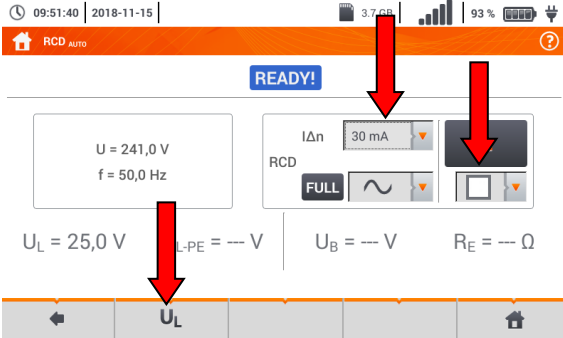 09:51:40 2018-11-15 3.7 GB 93 %
RCD AUTO ?
READY!
U = 241,0 V
f = 50,0 Hz
IΔn 30 mA
RCD
FULL
UL = 25,0 V L-PE = --- V UB = --- V RE = --- Ω
UL